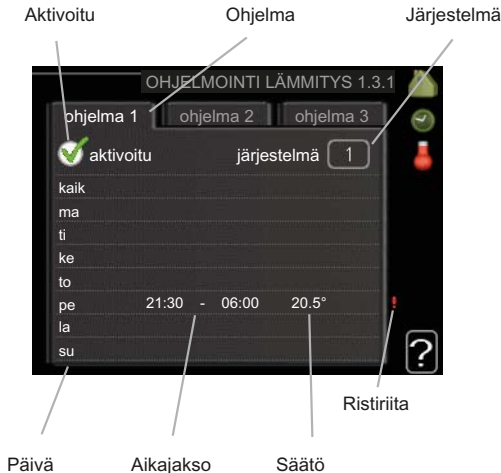 Aktivoitu Ohjelma Järjestelmä
OHJELMOINTI LÄMMITYS 1.3.1
ohjelma 1 ohjelma 2 ohjelma 3
aktivoitu järjestelmä 1
kaik
ma
ti
ke
to
pe 21:30 - 06:00 20.5° !
la
su
?
Ristiriita
Päivä Aikajakso Säätö